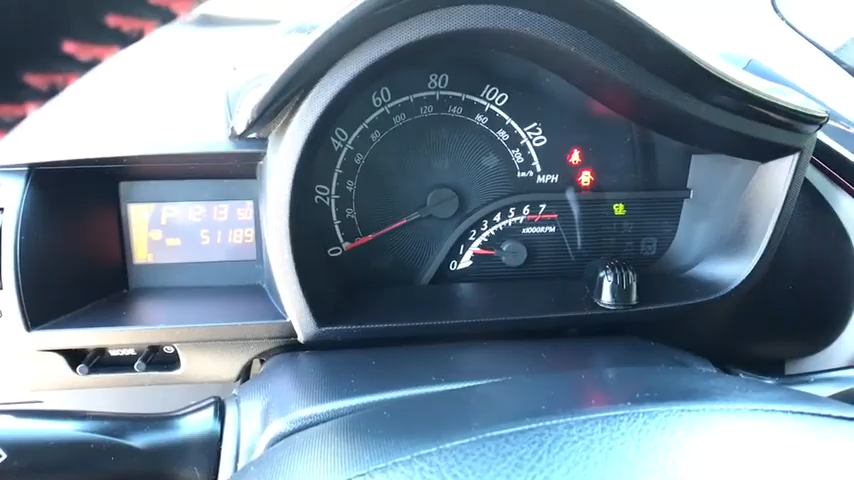 0 20 40 60 80 100 120 MPH
20 40 60 80 100 120 140 160 180 200 km/h
0 1 2 3 4 5 6 7
x1000RPM
P 12:13 50
51189
E
MODE